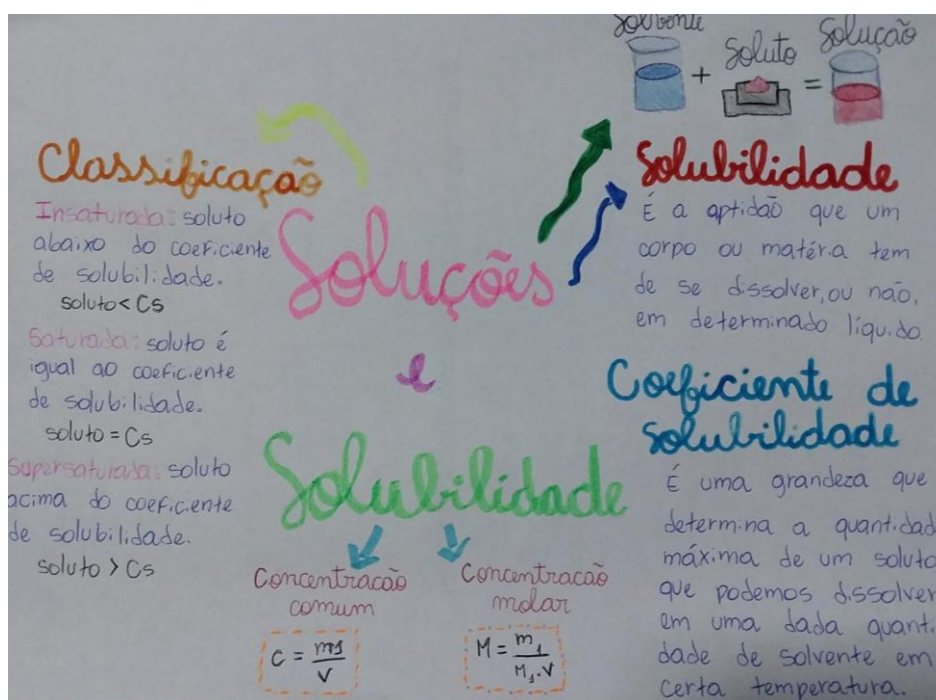 Solvente
+
Soluto
=
Solução
Classificação
Insaturada: soluto
abaixo do coeficiente
de solubilidade.
soluto < Cs
Saturada: soluto é
igual ao coeficiente
de solubilidade.
soluto = Cs
Supersaturada: soluto
acima do coeficiente
de solubilidade.
soluto > Cs
Soluções
e
Solubilidade
Concentracão
comum
C = m1
V
Concentracão
molar
M = m1
M1.V
Solubilidade
É a aptidão que um
corpo ou matéria tem
de se dissolver, ou não,
em determinado líquido.
Coeficiente de
solubilidade
É uma grandeza que
determina a quantidad
máxima de um soluto
que podemos dissolver
em uma dada quanti
dade de solvente em
certa temperatura.